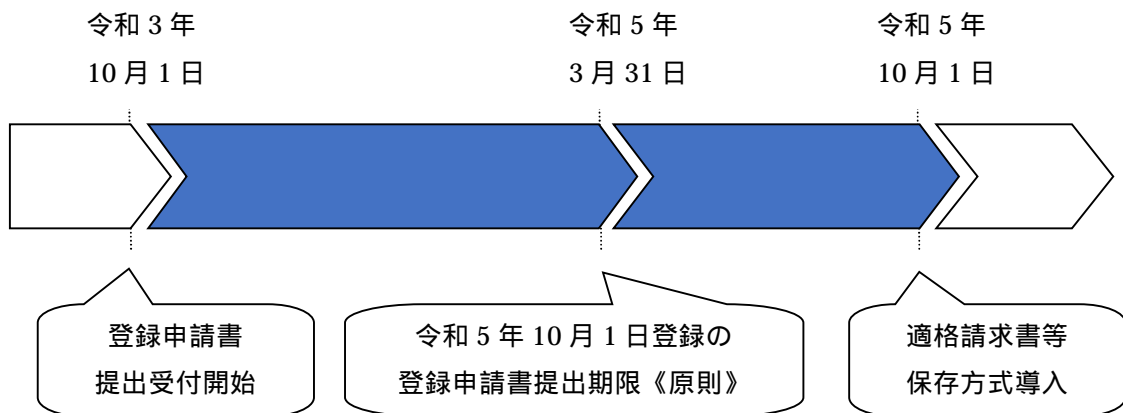 令和 3 年
10 月 1 日
令和 5 年
3 月 31 日
令和 5 年
10 月 1 日
登録申請書
提出受付開始
令和 5 年 10 月 1 日登録の
登録申請書提出期限《原則》
適格請求書等
保存方式導入